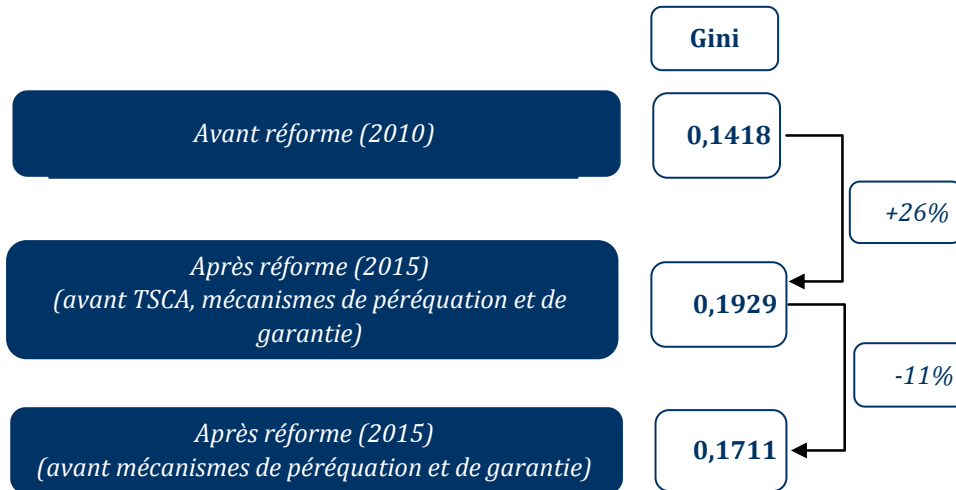 Gini
Avant réforme (2010)
0,1418
+26%
Après réforme (2015)
(avant TSCA, mécanismes de péréquation et de
garantie)
0,1929
-11%
Après réforme (2015)
(avant mécanismes de péréquation et de garantie)
0,1711